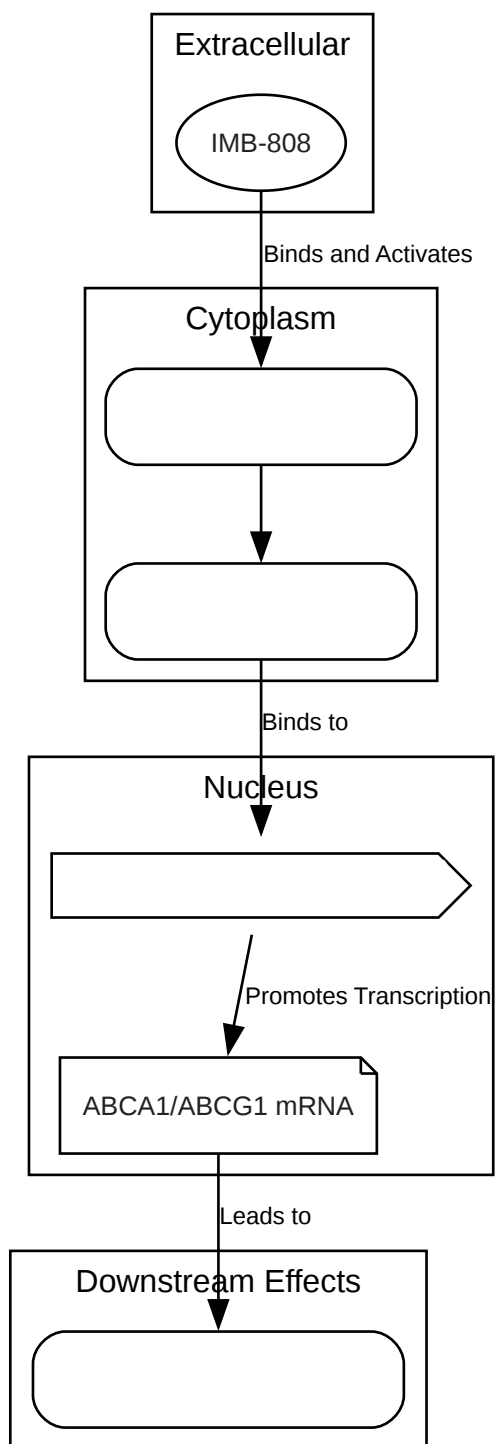 Extracellular
IMB-808
Binds and Activates
Cytoplasm
Binds to
Nucleus
Promotes Transcription
ABCA1/ABCG1 mRNA
Leads to
Downstream Effects